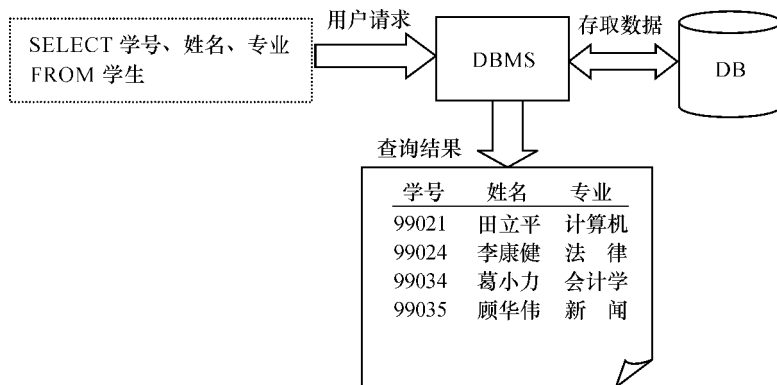 SELECT 学号、姓名、专业
FROM 学生
用户请求
DBMS
存取数据
DB
查询结果
学号 姓名 专业
99021 田立平 计算机
99024 李康健 法 律
99034 葛小力 会计学
99035 顾华伟 新 闻